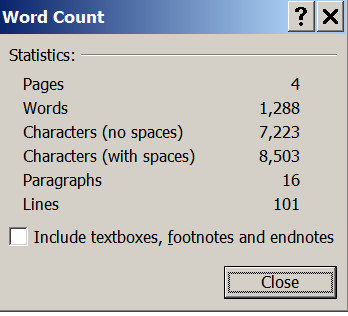 Word Count
Statistics:
Pages 4
Words 1,288
Characters (no spaces) 7,223
Characters (with spaces) 8,503
Paragraphs 16
Lines 101
Include textboxes, footnotes and endnotes
Close